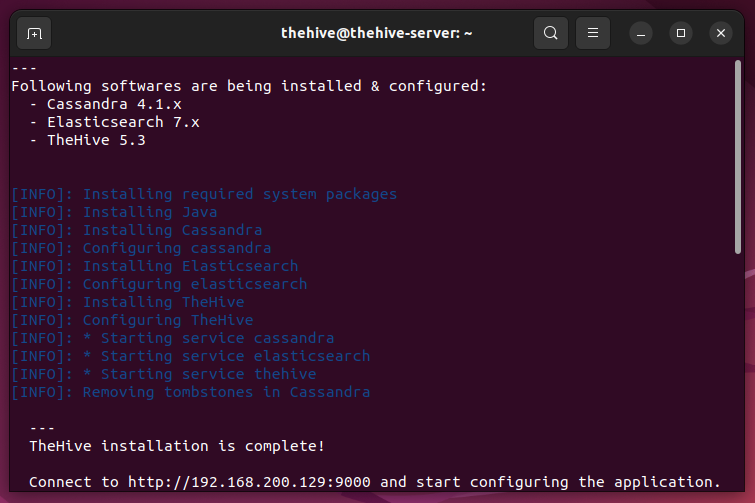 thehive@thehive-server: ~
---
Following softwares are being installed & configured:
- Cassandra 4.1.x
- Elasticsearch 7.x
- TheHive 5.3
[INFO]: Installing required system packages
[INFO]: Installing Java
[INFO]: Installing Cassandra
[INFO]: Configuring cassandra
[INFO]: Installing Elasticsearch
[INFO]: Configuring elasticsearch
[INFO]: Installing TheHive
[INFO]: Configuring TheHive
[INFO]: * Starting service cassandra
[INFO]: * Starting service elasticsearch
[INFO]: * Starting service thehive
[INFO]: Removing tombstones in Cassandra
---
TheHive installation is complete!
Connect to http://192.168.200.129:9000 and start configuring the application.